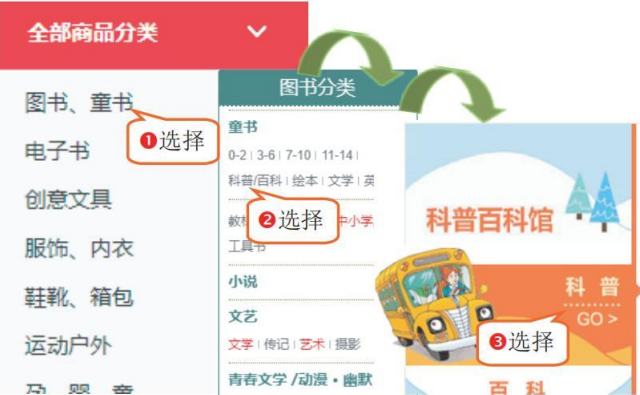 全部商品分类
图书、童书
❶选择
电子书
创意文具
服饰、内衣
鞋靴、箱包
运动户外
孕 婴 童
图书分类
童书
0-2 | 3-6 | 7-10 | 11-14 |
科普/百科 | 绘本 | 文学 |
❷选择
中小学
工具书
小说
文艺
文学 | 传记 | 艺术 | 摄影
青春文学 /动漫·幽默
科普百科馆
科 普
GO >
❸选择
百 科